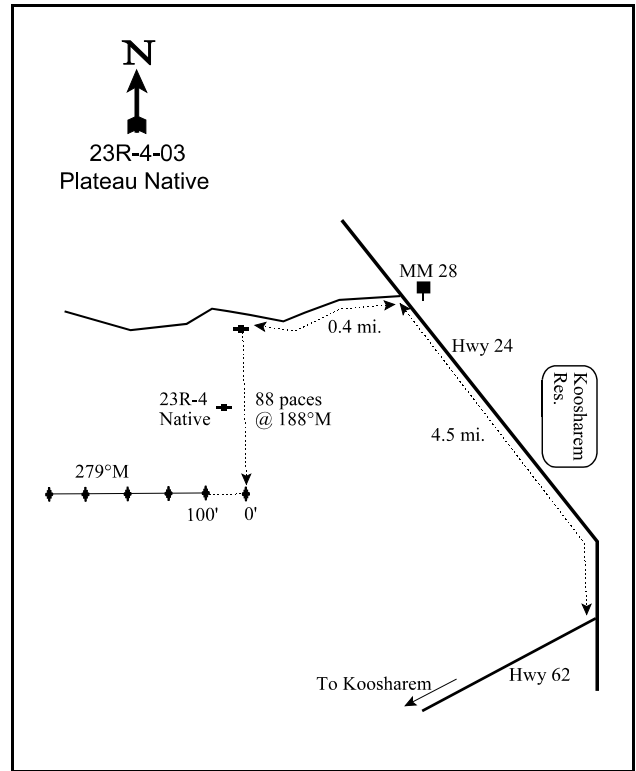 N
23R-4-03
Plateau Native
MM 28
0.4 mi.
Hwy 24
Koosharem
Res.
23R-4
Native
88 paces
@ 188°M
4.5 mi.
279°M
100'
0'
To Koosharem
Hwy 62